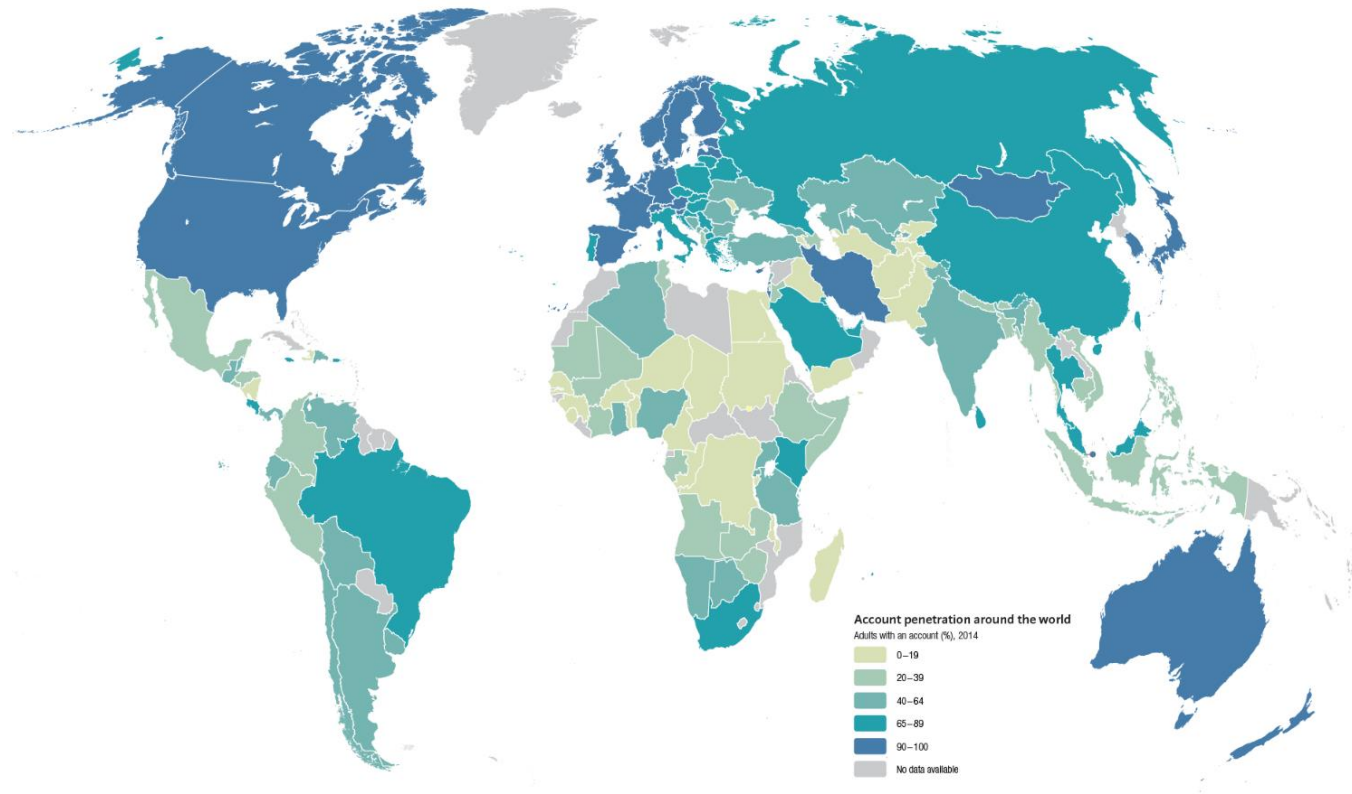 Account penetration around the world
Adults with an account (%), 2014
0–19
20–39
40–64
65–89
90–100
No data available